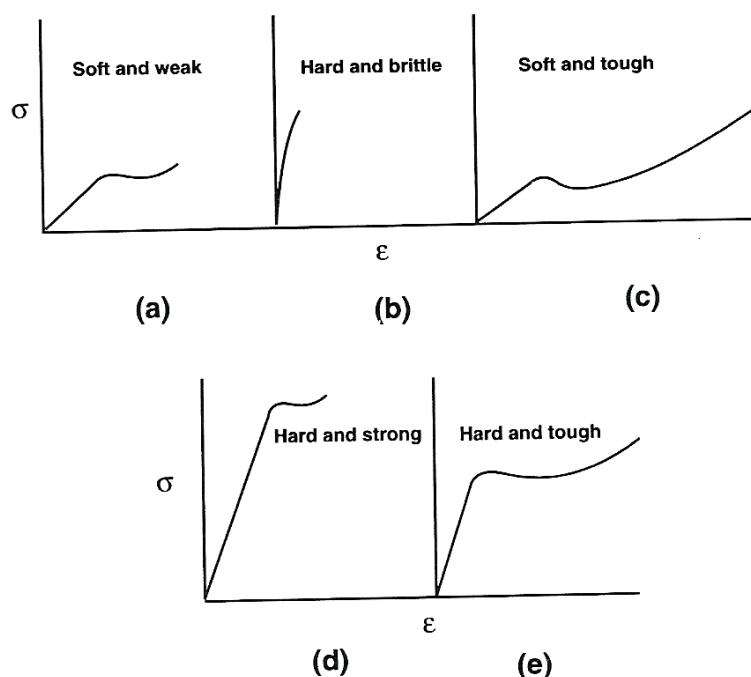 Soft and weak
Hard and brittle
Soft and tough
σ
ε
(a)
(b)
(c)
Hard and strong
Hard and tough
σ
ε
(d)
(e)